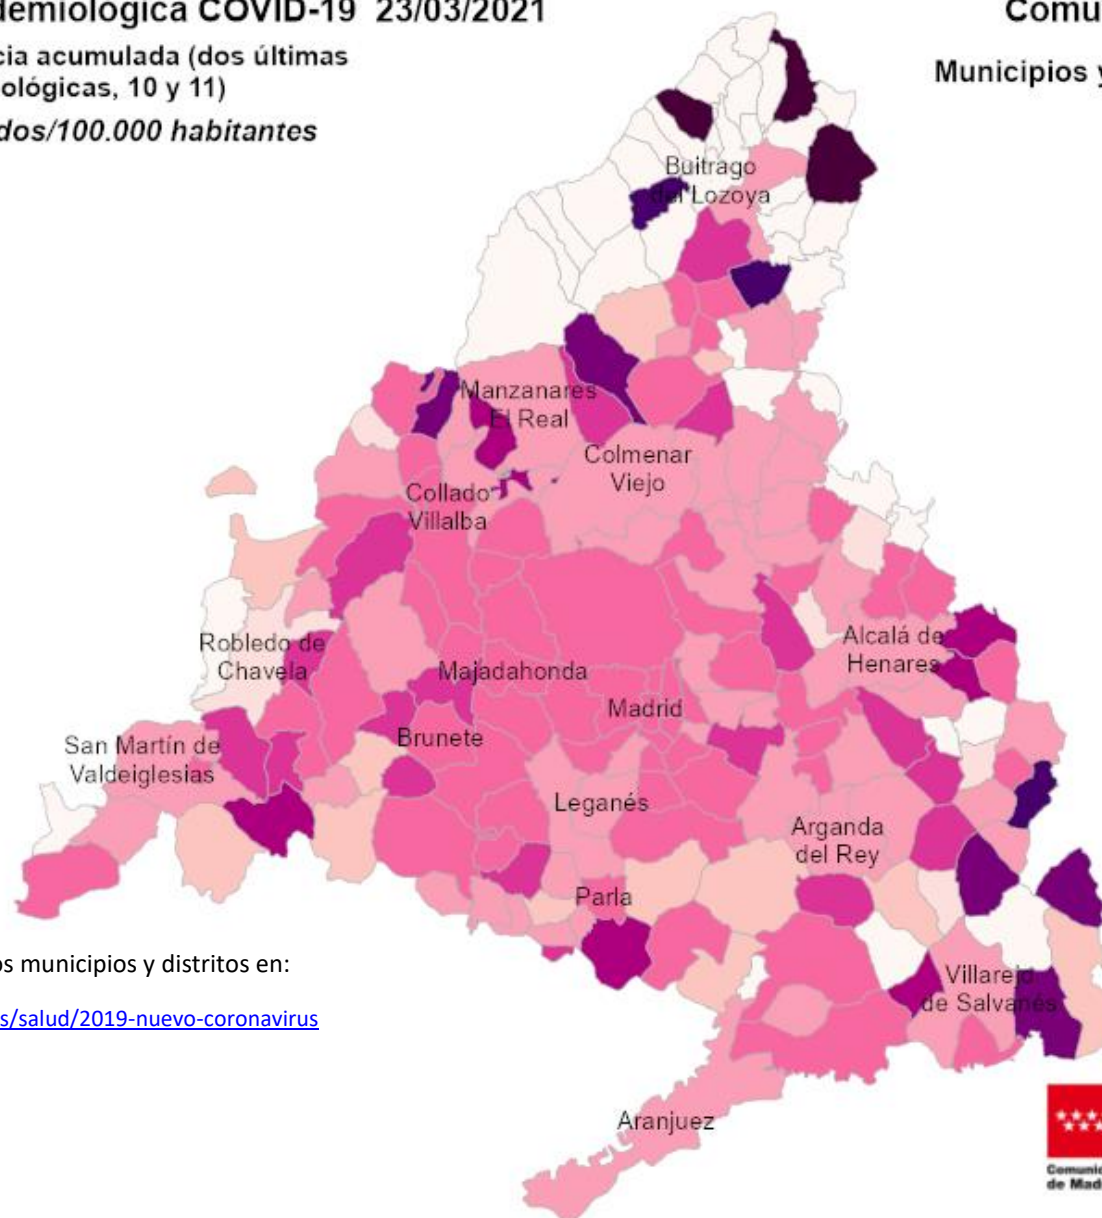 demiológica COVID-19 23/03/2021
cia acumulada (dos últimas
ológicas, 10 y 11)
dos/100.000 habitantes
Comu
Municipios y
Buitrago
del Lozoya
Manzanares
El Real
Colmenar
Viejo
Collado
Villalba
Robledo de
Chavela
Majadahonda
Alcalá de
Henares
Madrid
Brunete
San Martín de
Valdeiglesias
Leganés
Arganda
del Rey
Parla
os municipios y distritos en:
Villarejo
de Salvanés
s/salud/2019-nuevo-coronavirus
Aranjuez
Comunid
de Mad